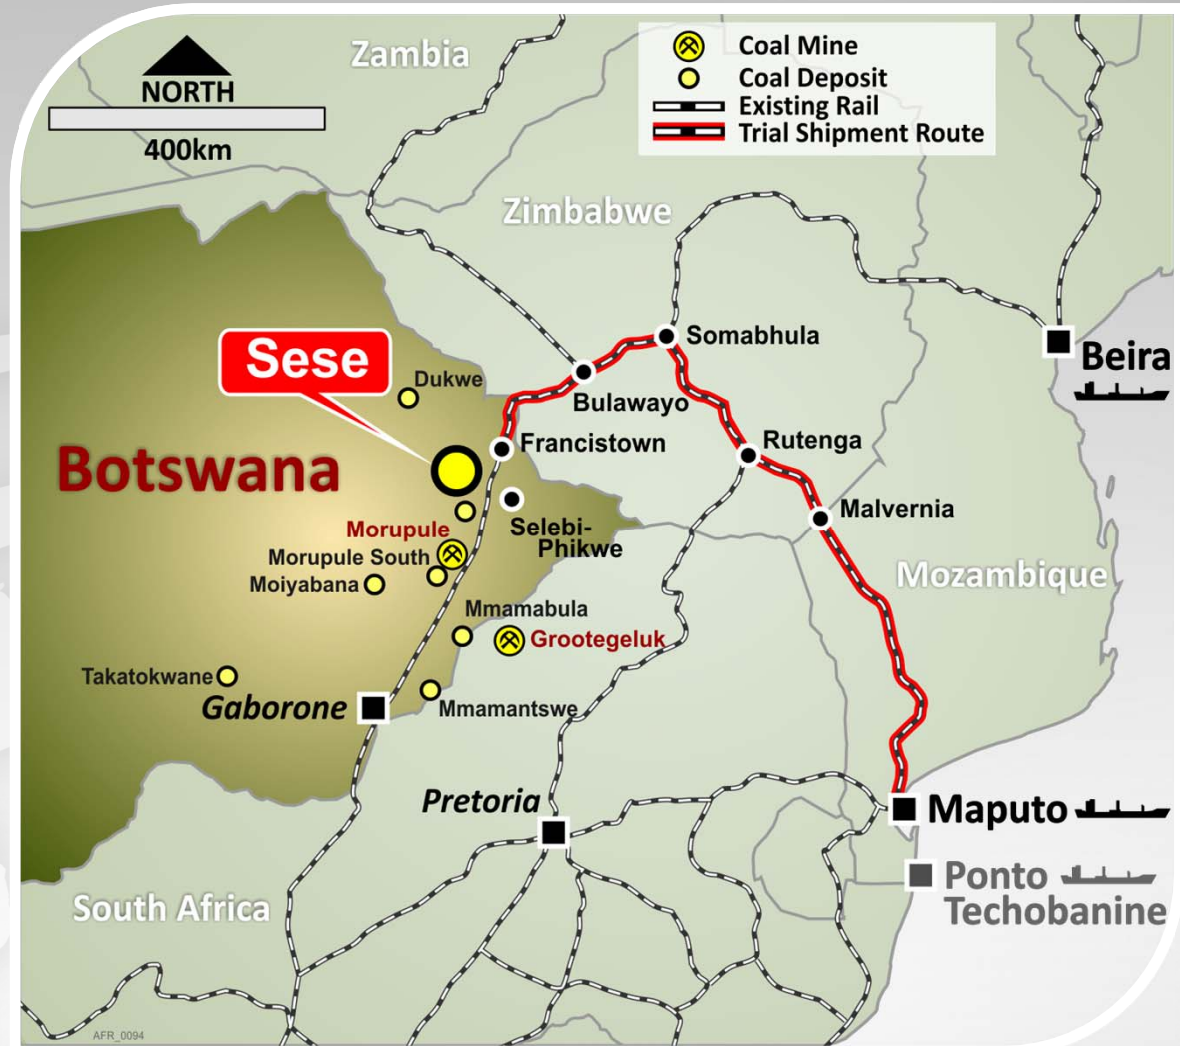 Zambia
NORTH
400km
Coal Mine
Coal Deposit
Existing Rail
Trial Shipment Route
Zimbabwe
Sese
Dukwe
Somabhula
Beira
Bulawayo
Botswana
Francistown
Rutenga
Selebi-
Phikwe
Malvernia
Morupule
Morupule South
Moiyabana
Mozambique
Mmamabula
Grootegeluk
Takatokwane
Gaborone
Mmamantswe
Pretoria
Maputo
Ponto
Techobanine
South Africa
AFR_0094